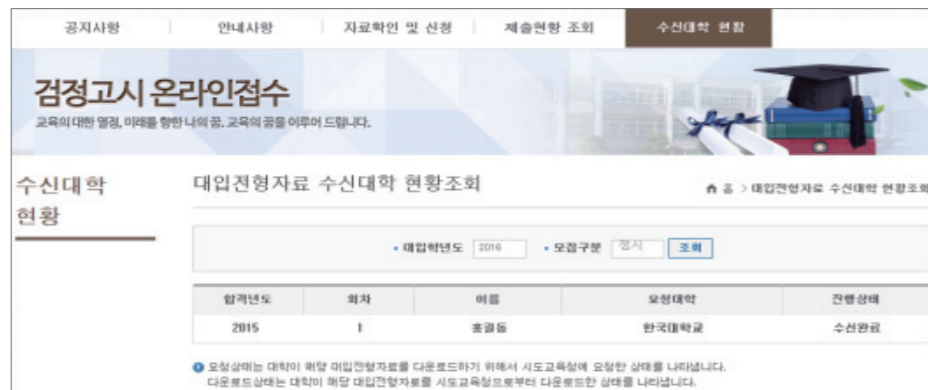 공지사항 안내사항 자료확인 및 신청 제출현황 조회 수신대학 현황
검정고시 온라인접수
교육의 대한 열정, 미래를 향한 나의 꿈, 교육의 꿈을 이루어 드립니다.
수신대학
현황
대입전형자료 수신대학 현황조회
홈 > 대입전형자료 수신대학 현황조회
• 대입학년도 2016 • 모집구분 정시 조회
합격년도 회차 이름 요청대학 진행상태
2015 1 홍길동 한국대학교 수신완료
요청상태는 대학이 해당 대입전형자료를 다운로드하기 위해서 시도교육청에 요청한 상태를 나타냅니다.
다운로드상태는 대학이 해당 대입전형자료를 시도교육청으로부터 다운로드한 상태를 나타냅니다.